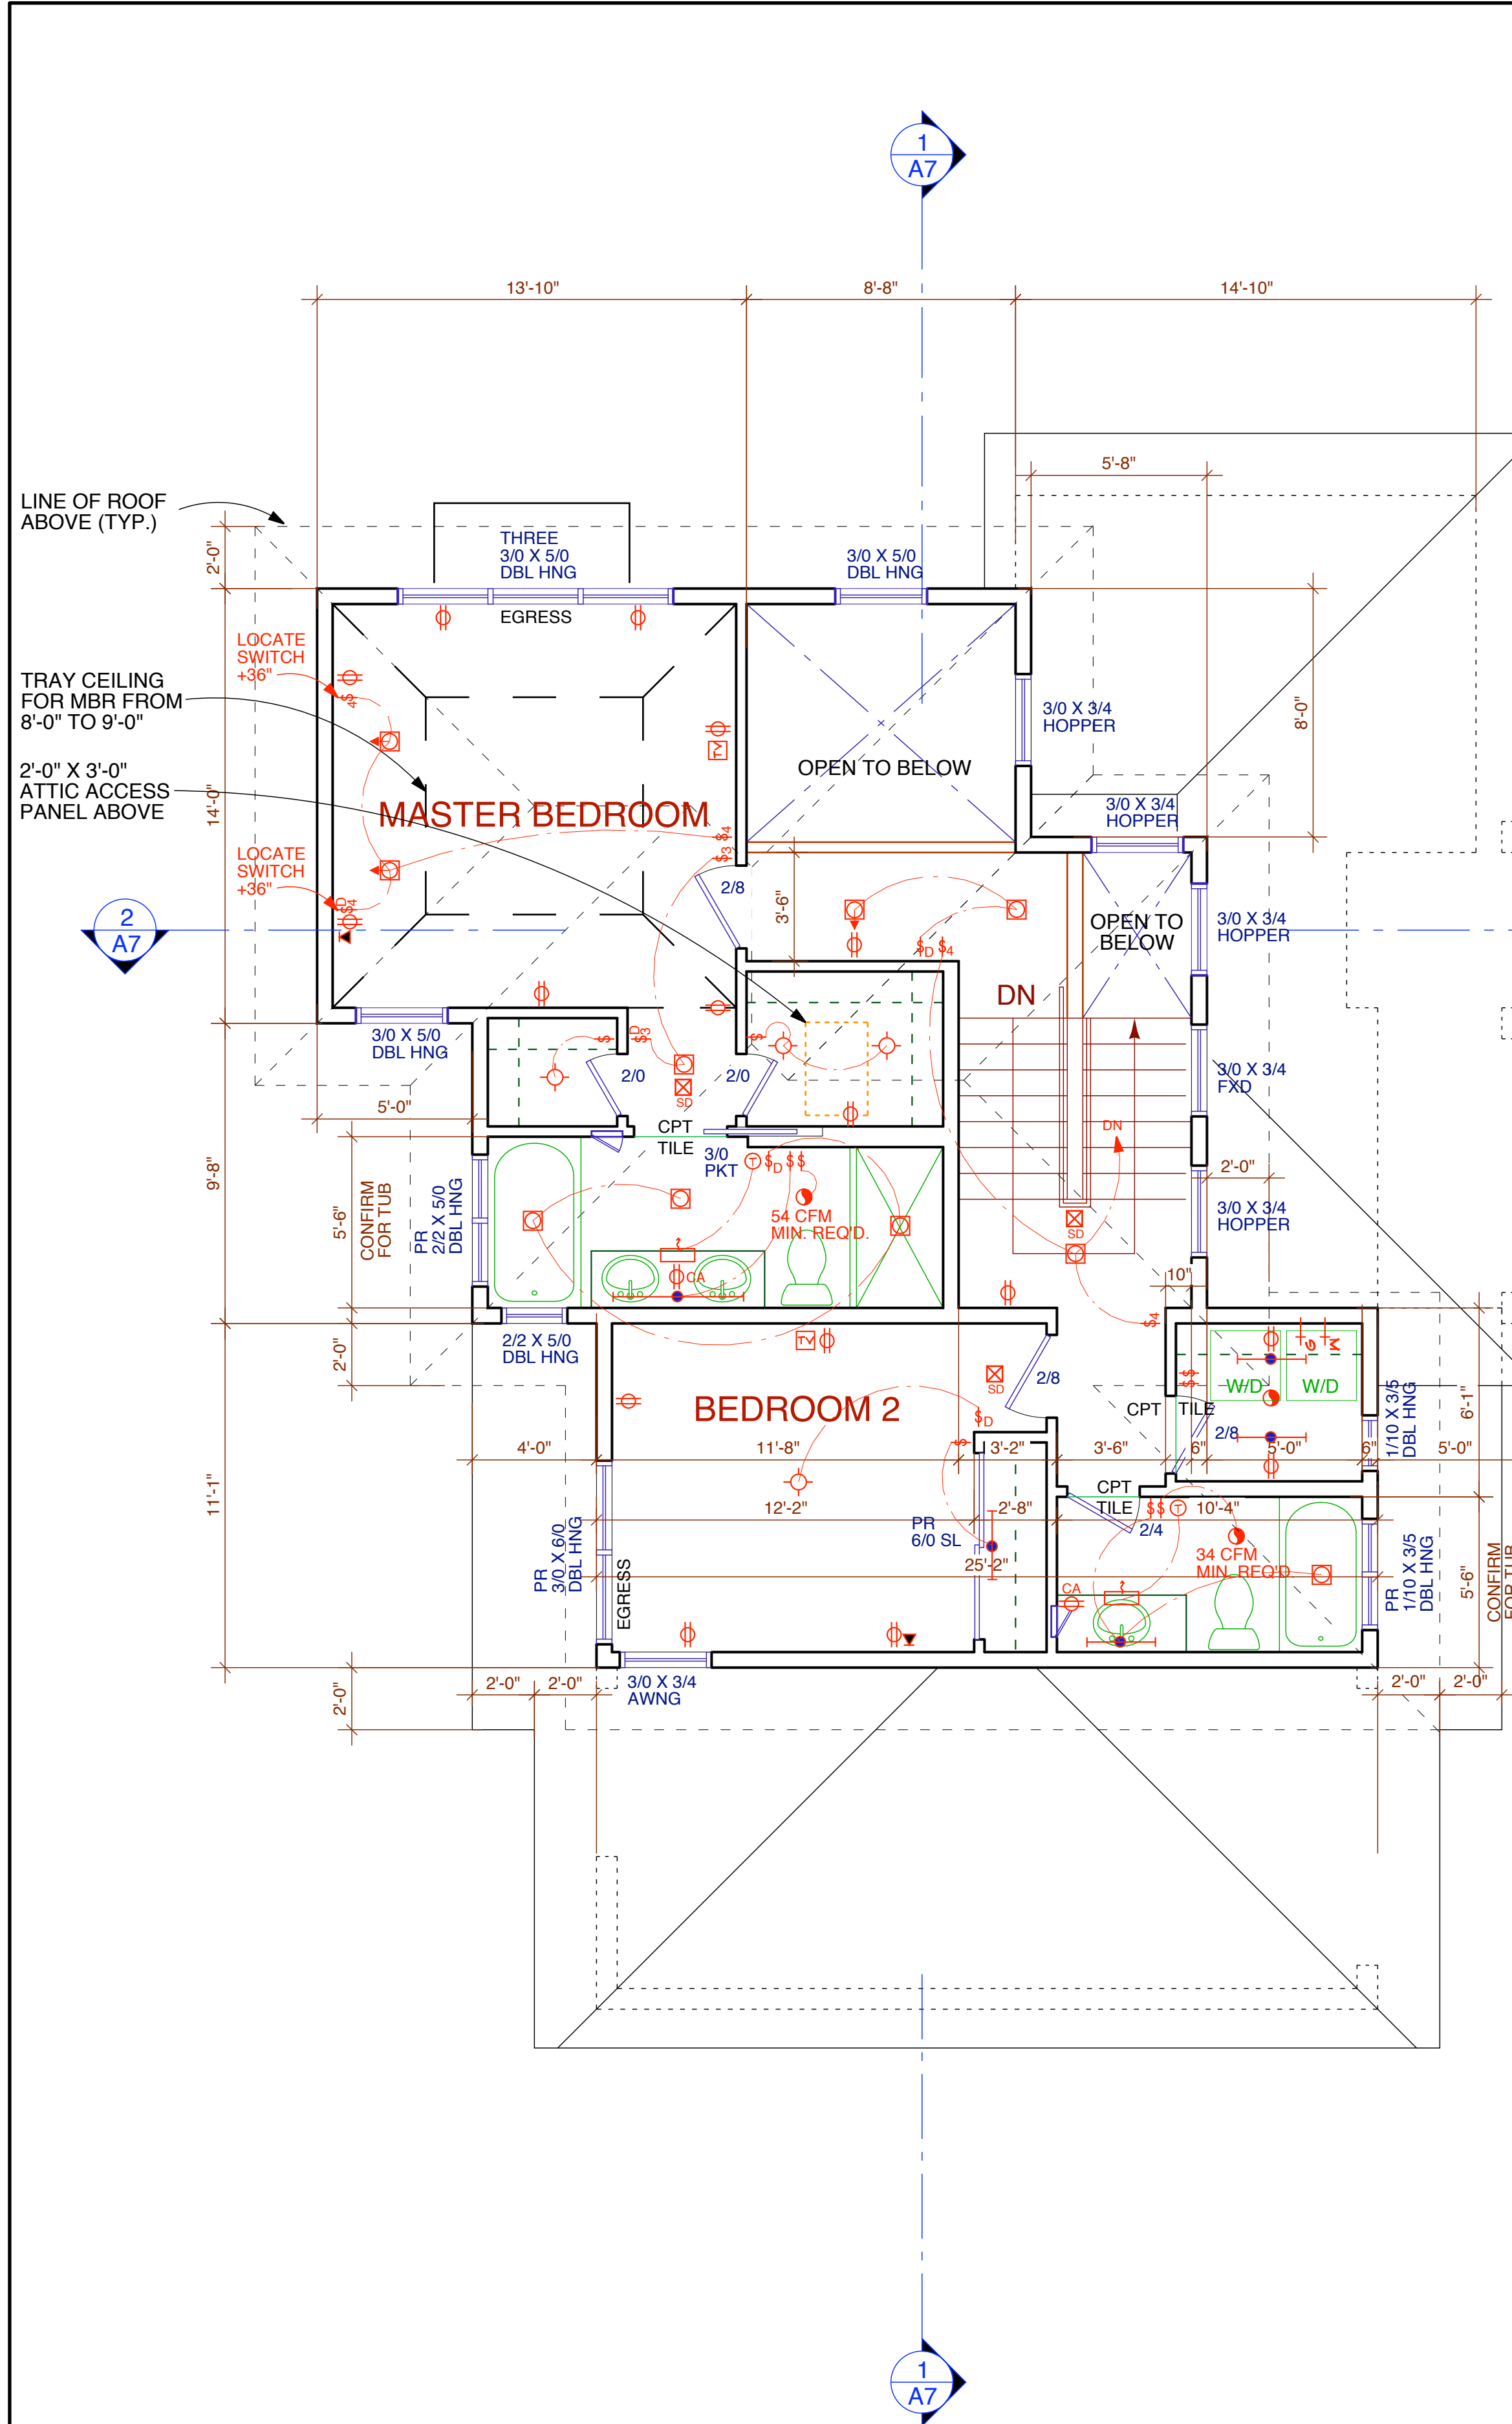 1
A7
13'-10"
8'-8"
14'-10"
5'-8"
LINE OF ROOF
ABOVE (TYP.)
2'-0"
THREE
3/0 X 5/0
DBL HNG
3/0 X 5/0
DBL HNG
EGRESS
LOCATE
SWITCH
+36"
TRAY CEILING
FOR MBR FROM
8'-0" TO 9'-0"
$4
TV
3/0 X 3/4
HOPPER
8'-0"
2'-0" X 3'-0"
ATTIC ACCESS
PANEL ABOVE
14'-0"
OPEN TO BELOW
MASTER BEDROOM
3/0 X 3/4
HOPPER
$4
$3
LOCATE
SWITCH
+36"
$D
$4
2/8
3'-6"
2
A7
$D $4
OPEN TO
BELOW
3/0 X 3/4
HOPPER
DN
3/0 X 5/0
DBL HNG
$D
$3
$
$
2/0
2/0
SD
3/0 X 3/4
FXD
5'-0"
CPT
TILE
3/0
PKT
T $D $ $
DN
2'-0"
9'-8"
5'-6"
CONFIRM
FOR TUB
PR
2/2 X 5/0
DBL HNG
54 CFM
MIN. REQ'D.
3/0 X 3/4
HOPPER
SD
CA
10"
2'-0"
2/2 X 5/0
DBL HNG
TV
$4
G
M
SD
2/8
$$
W/D
W/D
BEDROOM 2
$D
CPT
TILE
2/8
1/10 X 3/5
DBL HNG
6'-1"
4'-0"
11'-8"
$
3'-2"
3'-6"
6"
5'-0"
6"
5'-0"
11'-1"
CPT
TILE
12'-2"
2'-8"
$$ T
10'-4"
PR
3/0 X 6/0
DBL HNG
EGRESS
PR
6/0 SL
2/4
25'-2"
34 CFM
MIN. REQ'D.
PR
1/10 X 3/5
DBL HNG
5'-6"
CONFIRM
FOR TUB
CA
2'-0"
2'-0"
2'-0"
3/0 X 3/4
AWNG
2'-0"
2'-0"
1
A7